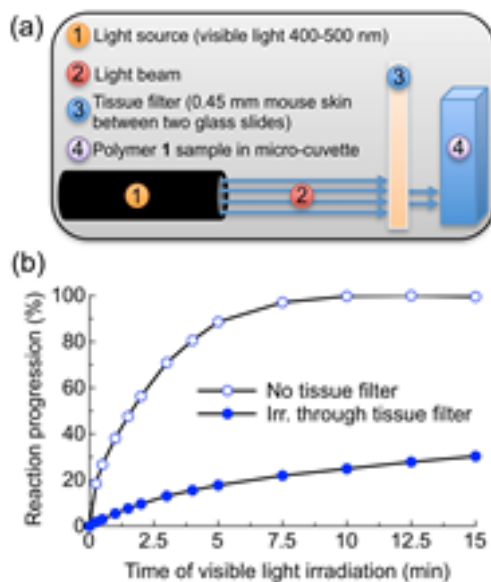 (a)
1 Light source (visible light 400-500 nm)
2 Light beam
3 Tissue filter (0.45 mm mouse skin
between two glass slides)
4 Polymer 1 sample in micro-cuvette
3
4
1
2
(b)
Reaction progression (%)
100
80
60
40
20
0
No tissue filter
Irr. through tissue filter
0 2.5 5 7.5 10 12.5 15
Time of visible light irradiation (min)